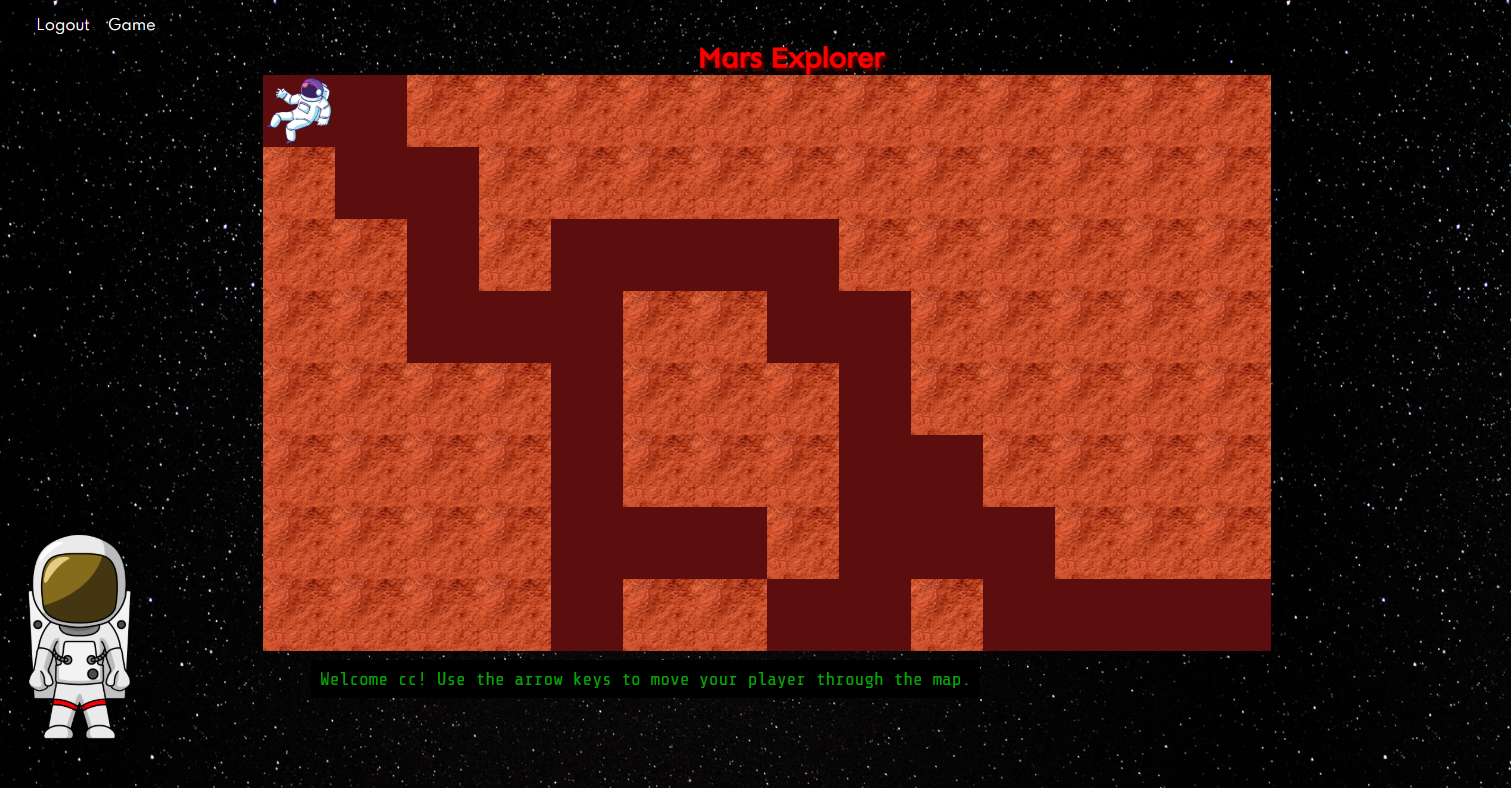 Logout Game
Mars Explorer
Welcome cc! Use the arrow keys to move your player through the map.